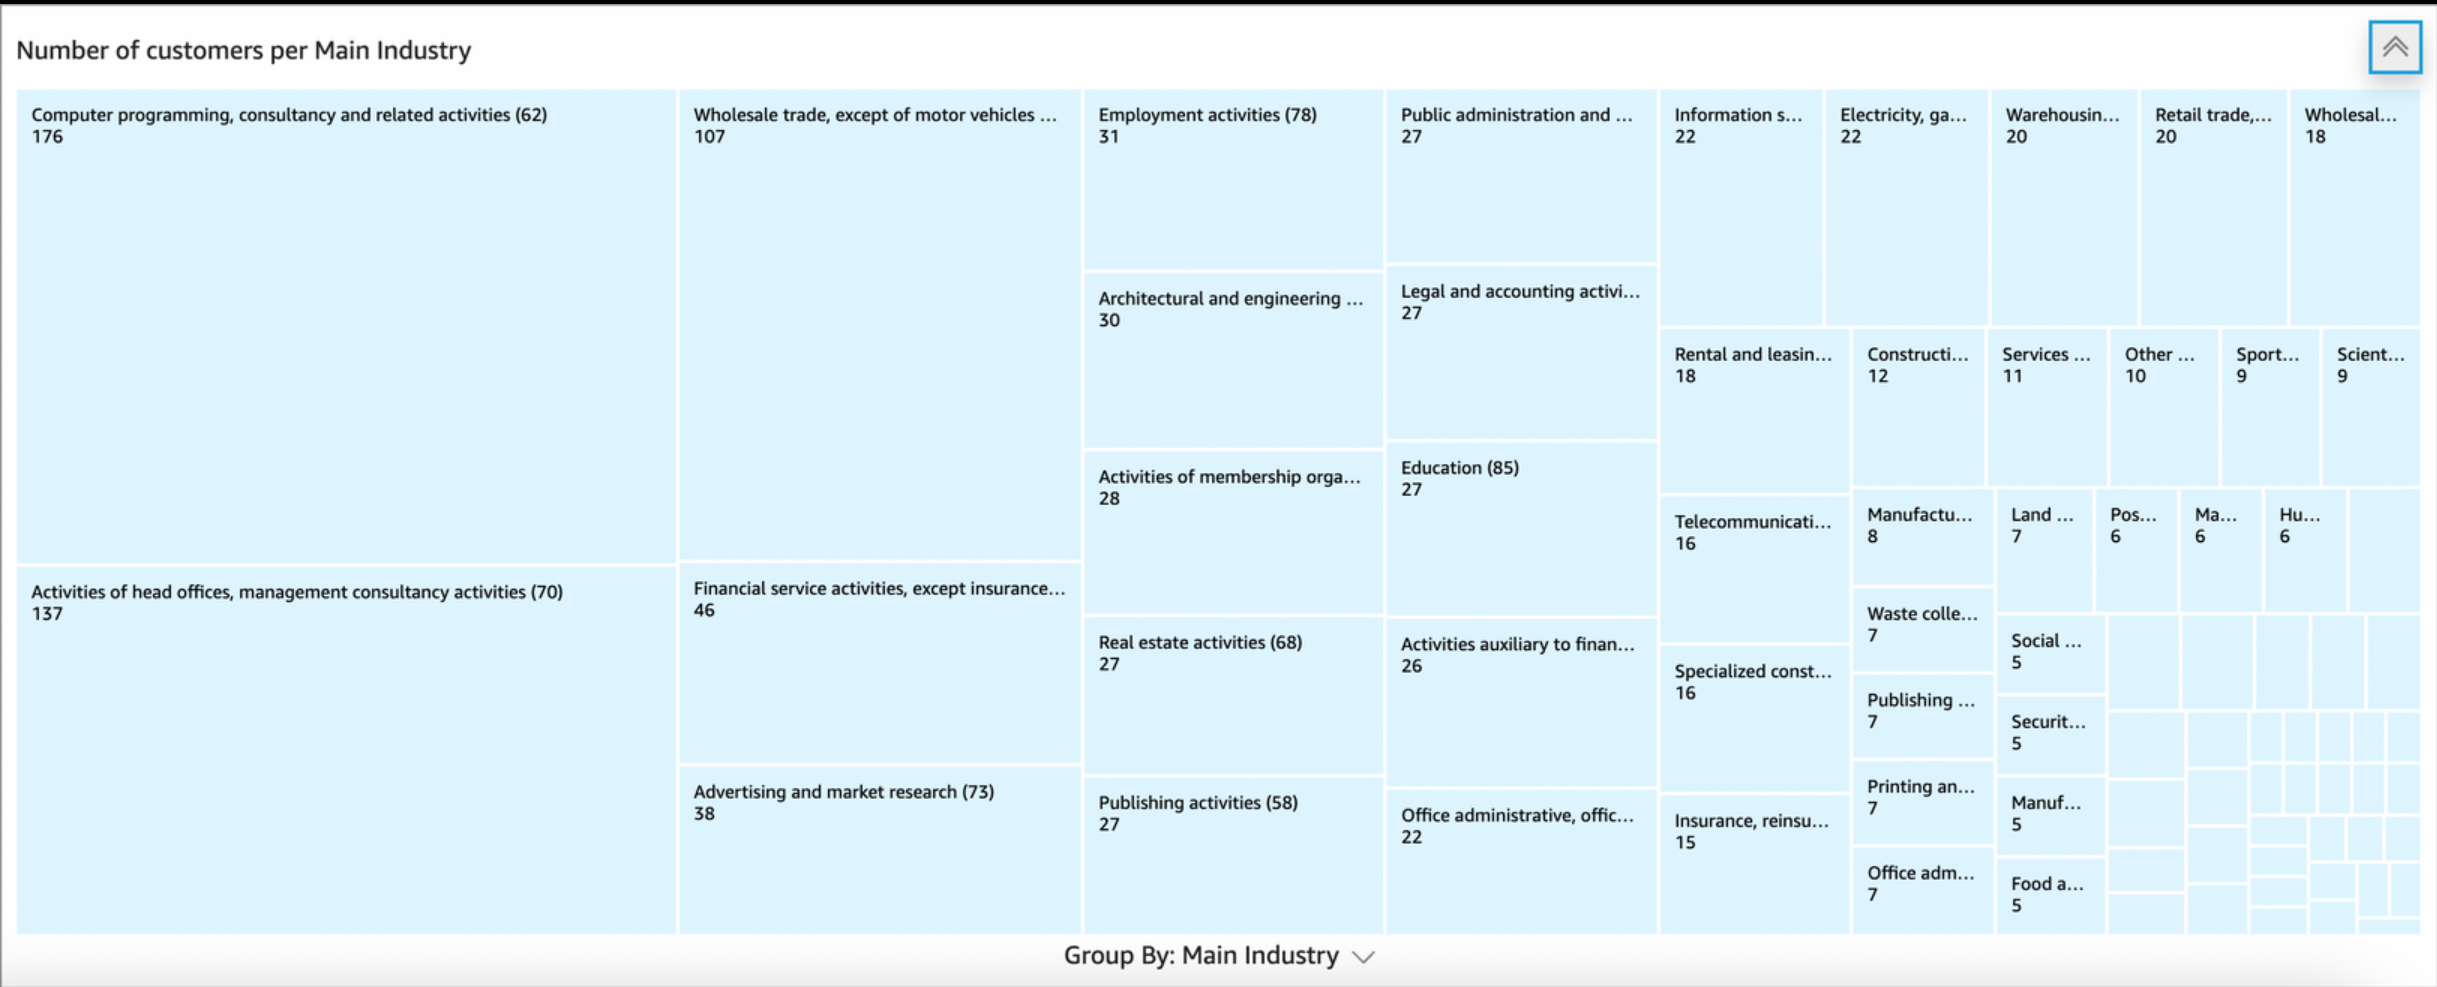 Number of customers per Main Industry
Computer programming, consultancy and related activities (62)
176
Activities of head offices, management consultancy activities (70)
137
Wholesale trade, except of motor vehicles ...
107
Financial service activities, except insurance...
46
Advertising and market research (73)
38
Employment activities (78)
31
Architectural and engineering ...
30
Activities of membership orga...
28
Real estate activities (68)
27
Publishing activities (58)
27
Public administration and ...
27
Legal and accounting activi...
27
Education (85)
27
Activities auxiliary to finan...
26
Office administrative, offic...
22
Information s...
22
Electricity, ga...
22
Warehousin...
20
Retail trade,...
20
Wholesal...
18
Rental and leasin...
18
Telecommunicati...
16
Specialized const...
16
Insurance, reinsu...
15
Constructi...
12
Services ...
11
Other ...
10
Sport...
9
Scient...
9
Manufactu...
8
Waste colle...
7
Publishing ...
7
Printing an...
7
Office adm...
7
Land ...
7
Pos...
6
Ma...
6
Hu...
6
Social ...
5
Securit...
5
Manuf...
5
Food a...
5
Group By: Main Industry